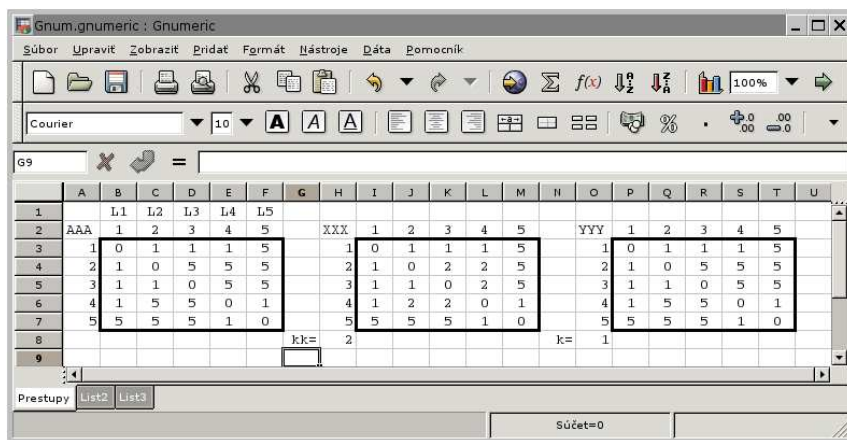 Gnum.gnumeric : Gnumeric
Súbor Upraviť Zobraziť Pridať Formát Nástroje Dáta Pomocník
Σ f(x) A Z Z A 100%
Courier 10 A A A % . .0 .00 .00 .0
G9 =
A B C D E F G H I J K L M N O P Q R S T U
1 L1 L2 L3 L4 L5
2 AAA 1 2 3 4 5 XXX 1 2 3 4 5 YYY 1 2 3 4 5
3 1 0 1 1 1 5 1 0 1 1 1 5 1 0 1 1 1 5
4 2 1 0 5 5 5 2 1 0 2 2 5 2 1 0 5 5 5
5 3 1 1 0 5 5 3 1 1 0 2 5 3 1 1 0 5 5
6 4 1 5 5 0 1 4 1 2 2 0 1 4 1 5 5 0 1
7 5 5 5 5 1 0 5 5 5 5 1 0 5 5 5 5 1 0
8 kk= 2 k= 1
9
Prestupy List2 List3
Súčet=0